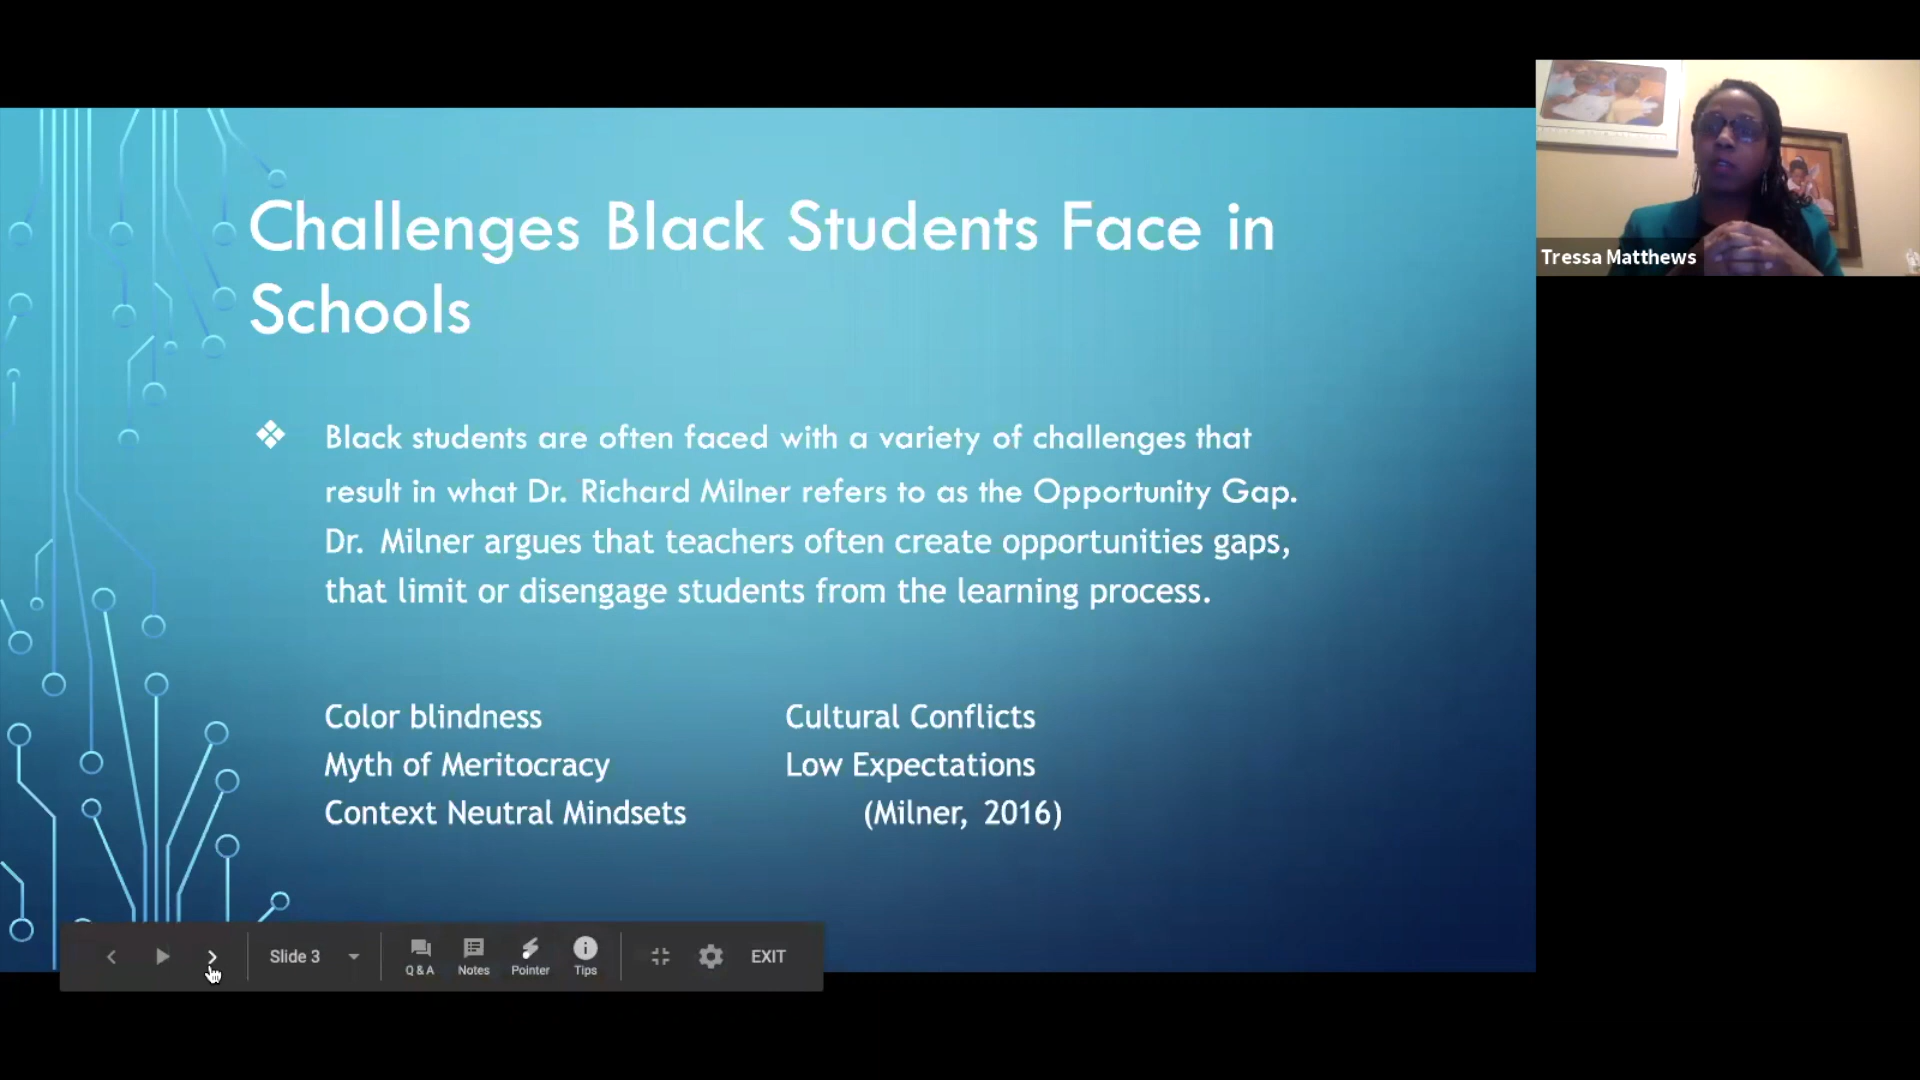 Challenges Black Students Face in
Schools
Black students are often faced with a variety of challenges that
result in what Dr. Richard Milner refers to as the Opportunity Gap.
Dr. Milner argues that teachers often create opportunities gaps,
that limit or disengage students from the learning process.
Color blindness
Myth of Meritocracy
Context Neutral Mindsets
Cultural Conflicts
Low Expectations
(Milner, 2016)
Tressa Matthews
Slide 3
Q & A
Notes
Pointer
Tips
EXIT